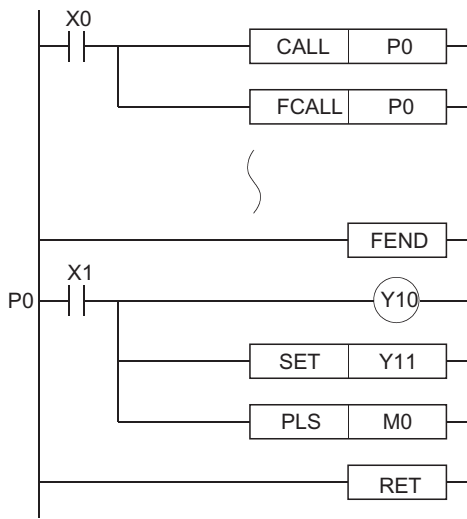 X0
CALL P0
FCALL P0
FEND
X1
P0 Y10
SET Y11
PLS M0
RET